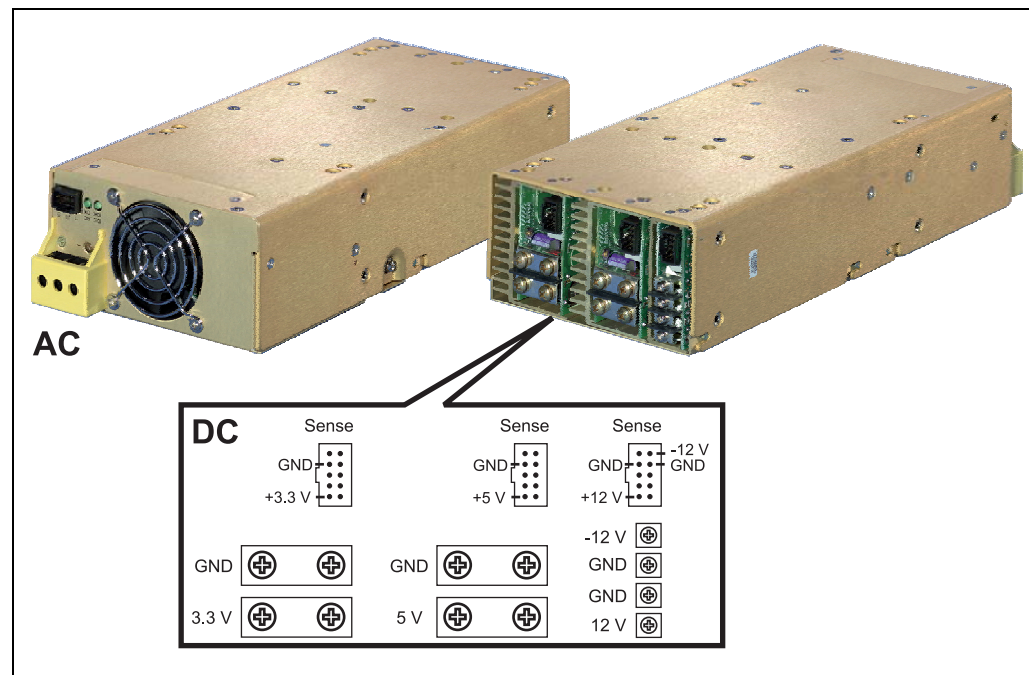 AC
DC
Sense
Sense
Sense
GND
GND
GND
-12 V
GND
+3.3 V
+5 V
+12 V
-12 V
GND
GND
GND
GND
3.3 V
5 V
12 V